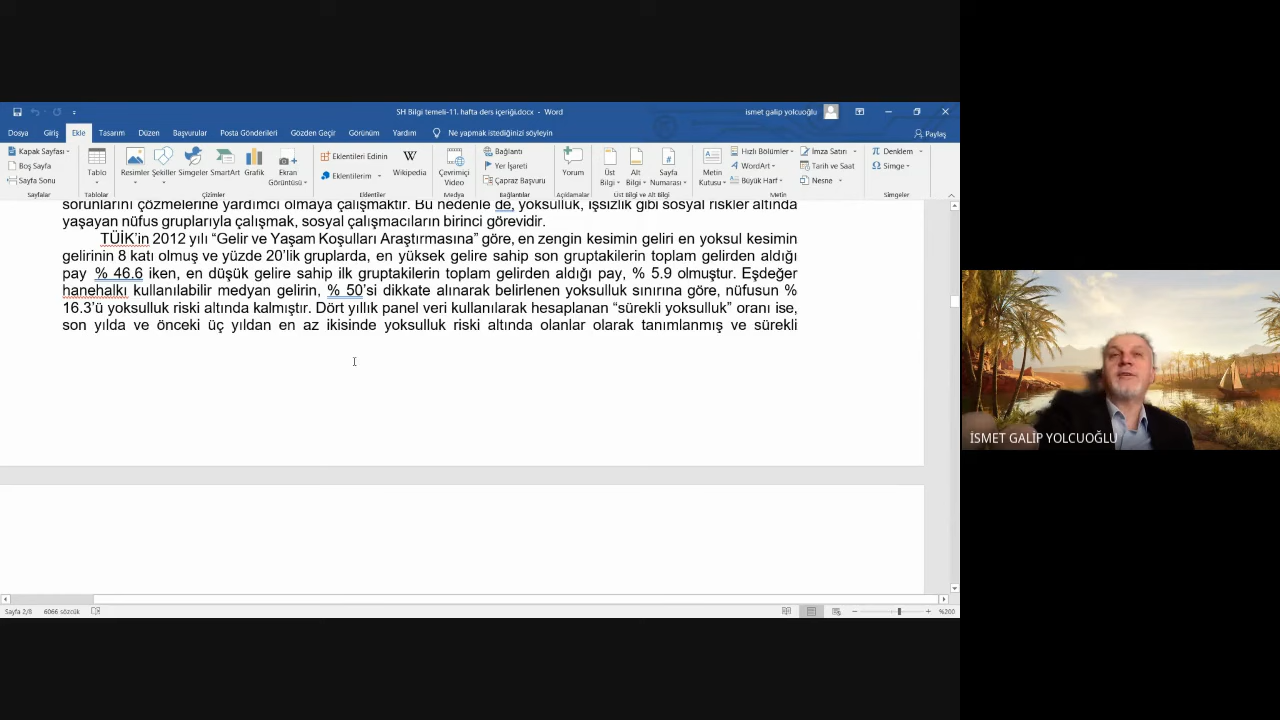 SH Bilgi temeli-11. hafta ders içeriği.docx - Word
ismet galip yolcuoğlu
Dosya Giriş Ekle Tasarım Düzen Başvurular Posta Gönderileri Gözden Geçir Görünüm Yardım Ne yapmak istediğinizi söyleyin Paylaş
Kapak Sayfası
Boş Sayfa
Sayfa Sonu
Sayfalar
Tablo
Tablolar
Resimler Şekiller Simgeler SmartArt Grafik Ekran Görüntüsü
Çizimler
Eklentileri Edinin
Eklentilerim
Wikipedia
Eklentiler
Çevrimiçi Video
Medya
Bağlantı
Yer İşareti
Çapraz Başvuru
Bağlantılar
Yorum
Açıklamalar
Üst Bilgi Alt Bilgi Sayfa Numarası
Üst Bilgi ve Alt Bilgi
Metin Kutusu
Hızlı Bölümler
WordArt
Büyük Harf
İmza Satırı
Tarih ve Saat
Nesne
Metin
Denklem
Simge
Simgeler
sorunlarını çözmelerine yardımcı olmaya çalışmaktır. Bu nedenle de, yoksulluk, işsizlik gibi sosyal riskler altında
yaşayan nüfus gruplarıyla çalışmak, sosyal çalışmacıların birinci görevidir.
TÜİK'in 2012 yılı “Gelir ve Yaşam Koşulları Araştırmasına” göre, en zengin kesimin geliri en yoksul kesimin
gelirinin 8 katı olmuş ve yüzde 20'lik gruplarda, en yüksek gelire sahip son gruptakilerin toplam gelirden aldığı
pay % 46.6 iken, en düşük gelire sahip ilk gruptakilerin toplam gelirden aldığı pay, % 5.9 olmuştur. Eşdeğer
hanehalkı kullanılabilir medyan gelirin, % 50'si dikkate alınarak belirlenen yoksulluk sınırına göre, nüfusun %
16.3'ü yoksulluk riski altında kalmıştır. Dört yıllık panel veri kullanılarak hesaplanan “sürekli yoksulluk” oranı ise,
son yılda ve önceki üç yıldan en az ikisinde yoksulluk riski altında olanlar olarak tanımlanmış ve sürekli
Sayfa 2/8 6066 sözcük
%200
İSMET GALİP YOLCUOĞLU